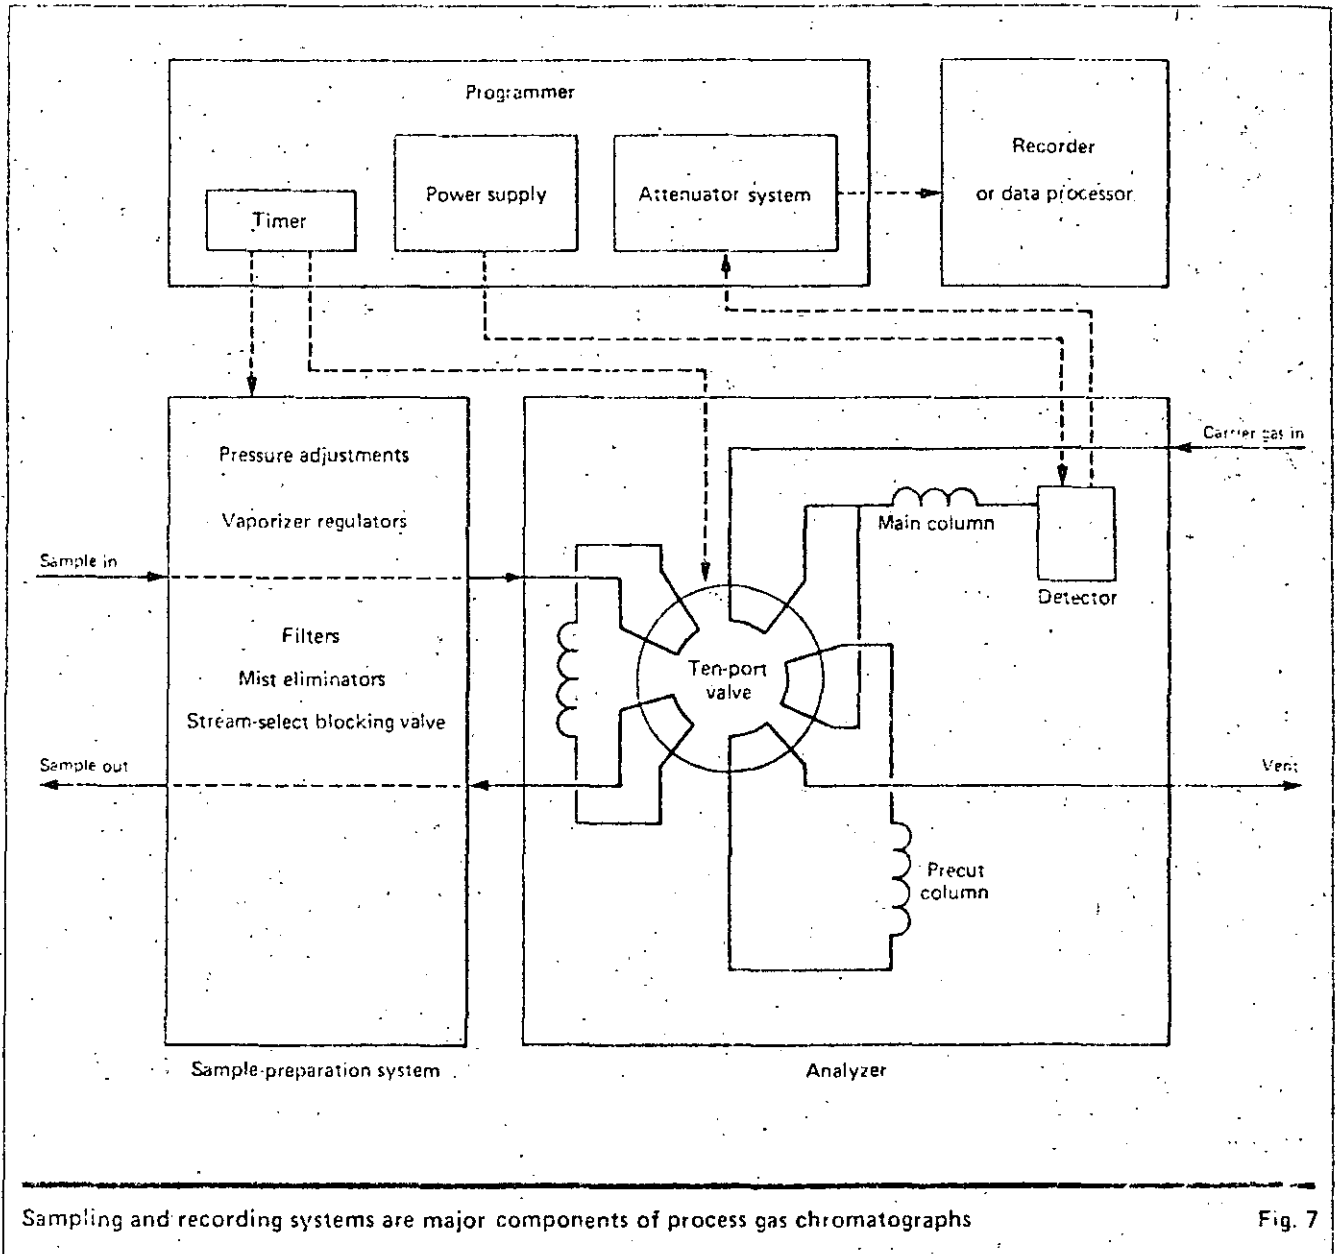 Programmer
Timer
Power supply
Attenuator system
Recorder
or data processor
Pressure adjustments
Vaporizer regulators
Carrier gas in
Main column
Sample in
Detector
Filters
Ten-port
valve
Mist eliminators
Stream-select blocking valve
Sample out
Vent
Precut
column
Sample-preparation system
Analyzer
Sampling and recording systems are major components of process gas chromatographs
Fig. 7